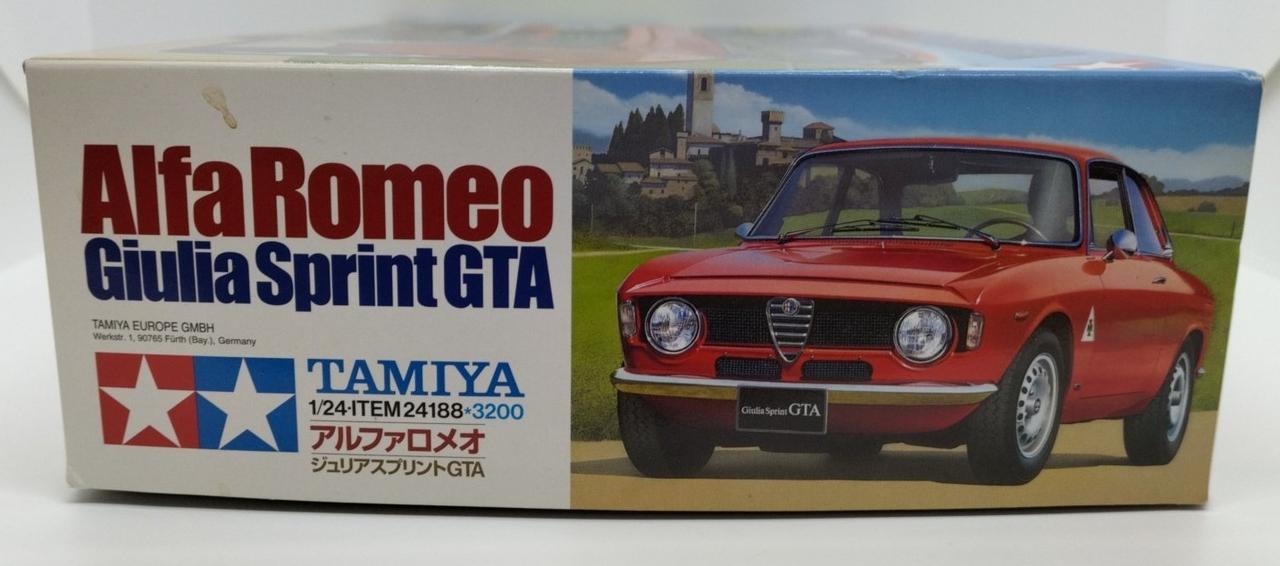 Alfa Romeo
Giulia Sprint GTA
TAMIYA EUROPE GMBH
Werkstr. 1, 90765 Fürth (Bay.), Germany
TAMIYA
1/24·ITEM 24188*3200
アルファロメオ
ジュリアスプリントGTA
Giulia Sprint GTA